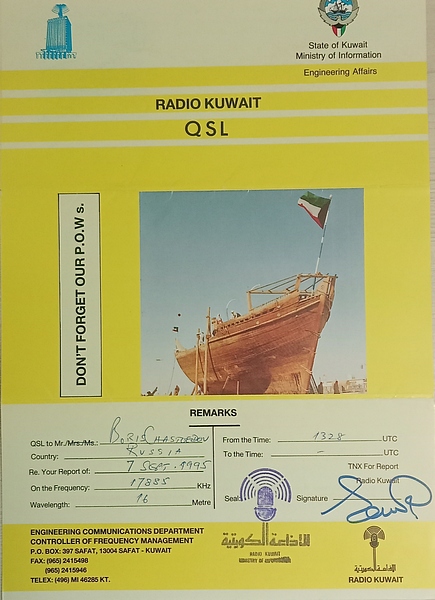 State of Kuwait
Ministry of Information
Engineering Affairs
RADIO KUWAIT
QSL
DON'T FORGET OUR P.O.W s.
REMARKS
QSL to Mr./Mrs./Ms.: Boris
Country: RUSSIA
Re. Your Report of: 7 SEPT. 1995
On the Frequency: 17885 KHz
Wavelength: 16 Metre
From the Time: 1328 UTC
To the Time: – UTC
TNX For Report
Radio Kuwait
Seal
Signature
ENGINEERING COMMUNICATIONS DEPARTMENT
CONTROLLER OF FREQUENCY MANAGEMENT
P.O. BOX: 397 SAFAT, 13004 SAFAT - KUWAIT
FAX: (965) 2415498
(965) 2415946
TELEX: (496) MI 46285 KT.
الإذاعة الكويتية
RADIO KUWAIT
MINISTRY OF INFORMATION
الإذاعة الكويتية
RADIO KUWAIT